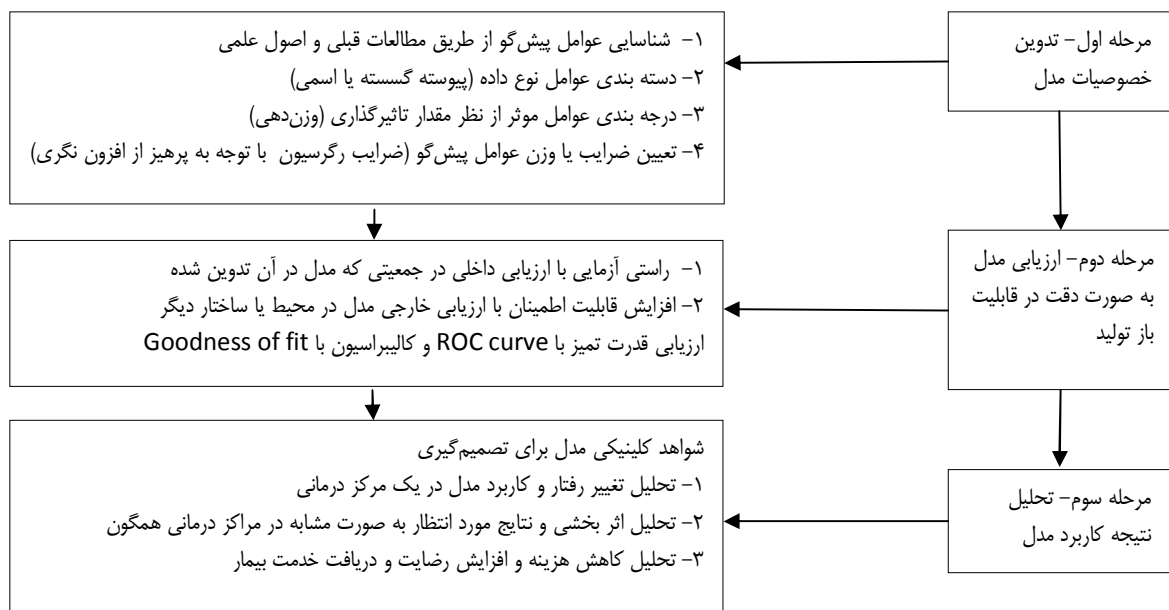 مرحله اول- تدوین
خصوصیات مدل
۱- شناسایی عوامل پیش‌گو از طریق مطالعات قبلی و اصول علمی
۲- دسته بندی عوامل نوع داده (پیوسته گسسته یا اسمی)
۳- درجه بندی عوامل موثر از نظر مقدار تاثیرگذاری (وزن‌دهی)
۴- تعیین ضرایب یا وزن عوامل پیش‌گو (ضرایب رگرسیون با توجه به پرهیز از افزون نگری)
مرحله دوم- ارزیابی مدل
به صورت دقت در قابلیت
باز تولید
۱- راستی آزمایی با ارزیابی داخلی در جمعیتی که مدل در آن تدوین شده
۲- افزایش قابلیت اطمینان با ارزیابی خارجی مدل در محیط یا ساختار دیگر
ارزیابی قدرت تمیز با ROC curve و کالیبراسیون با Goodness of fit
مرحله سوم- تحلیل
نتیجه کاربرد مدل
شواهد کلینیکی مدل برای تصمیم‌گیری
۱- تحلیل تغییر رفتار و کاربرد مدل در یک مرکز درمانی
۲- تحلیل اثر بخشی و نتایج مورد انتظار به صورت مشابه در مراکز درمانی همگون
۳- تحلیل کاهش هزینه و افزایش رضایت و دریافت خدمت بیمار